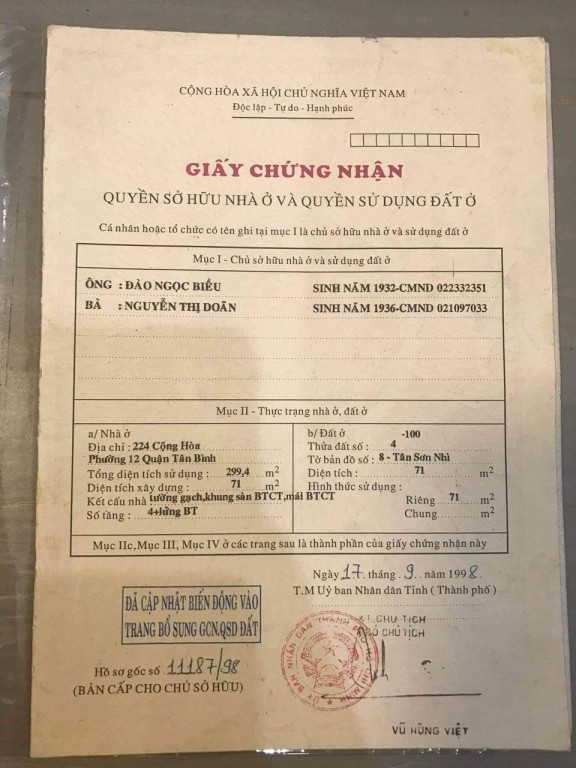 CỘNG HÒA XÃ HỘI CHỦ NGHĨA VIỆT NAM
Độc lập - Tự do - Hạnh phúc
GIẤY CHỨNG NHẬN
QUYỀN SỞ HỮU NHÀ Ở VÀ QUYỀN SỬ DỤNG ĐẤT Ở
Cá nhân hoặc tổ chức có tên ghi tại mục I là chủ sở hữu nhà ở và sử dụng đất ở
Mục I - Chủ sở hữu nhà ở và sử dụng đất ở
ÔNG : ĐÀO NGỌC BIỀU SINH NĂM 1932-CMND 022332351
BÀ : NGUYỄN THỊ DOÃN SINH NĂM 1936-CMND 021097033
Mục II - Thực trạng nhà ở, đất ở
a/ Nhà ở
Địa chỉ : 224 Cộng Hòa
Phường 12 Quận Tân Bình
Tổng diện tích sử dụng : 299,4 m2
Diện tích xây dựng : 71 m2
Kết cấu nhà tường gạch,khung sàn BTCT,mái BTCT
Số tầng : 4+lửng BT
b/ Đất ở -100
Thửa đất số : 4
Tờ bản đồ số : 8 - Tân Sơn Nhì
Diện tích : 71 m2
Hình thức sử dụng :
Riêng 71 m2
Chung m2
Mục IIc,Mục III, Mục IV ở các trang sau là thành phần của giấy chứng nhận này
Ngày 17 tháng 9 năm 1998.
T.M Uỷ ban Nhân dân Tỉnh ( Thành phố )
CHỦ TỊCH
PHÓ CHỦ TỊCH
ĐÃ CẬP NHẬT BIẾN ĐỘNG VÀO
TRANG BỔ SUNG GCN.QSD ĐẤT
Hồ sơ gốc số 11187/98
(BẢN CẤP CHO CHỦ SỞ HỮU)
VŨ HÙNG VIỆT